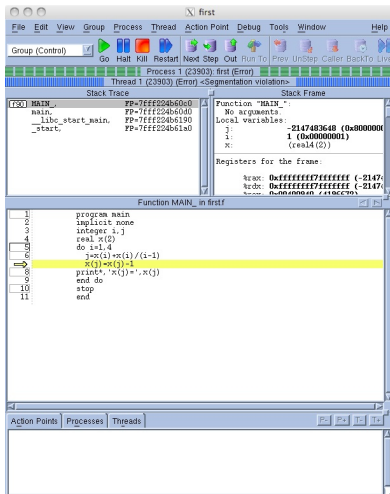 first
File Edit View Group Process Thread Action Point Debug Tools Window Help
Group (Control)
Go Halt Kill Restart Next Step Out Run To Prev UnStep Caller BackTo Live
Process 1 (23903): first (Error)
Thread 1 (23903) (Error) <Segmentation violation>
Stack Trace
f90 MAIN_, FP=7fff224b60c0
main, FP=7fff224b60d0
__libc_start_main, FP=7fff224b6190
_start, FP=7fff224b61a0
Stack Frame
Function "MAIN_":
No arguments.
Local variables:
j: -2147483648 (0x8000000
i: 1 (0x00000001)
x: (real4(2))
Registers for the frame:
%rax: 0xffffffff7fffffff (-2147
%rdx: 0xffffffff7fffffff (-2147
Function MAIN_ in first.f
1 program main
2 implicit none
3 integer i,j
4 real x(2)
5 do i=1,4
6 j=x(i)+x(i)/(i-1)
x(j)=x(j)-1
8 print*,'x(j)=',x(j)
9 end do
10 stop
11 end
Action Points Processes Threads P- P+ T- T+